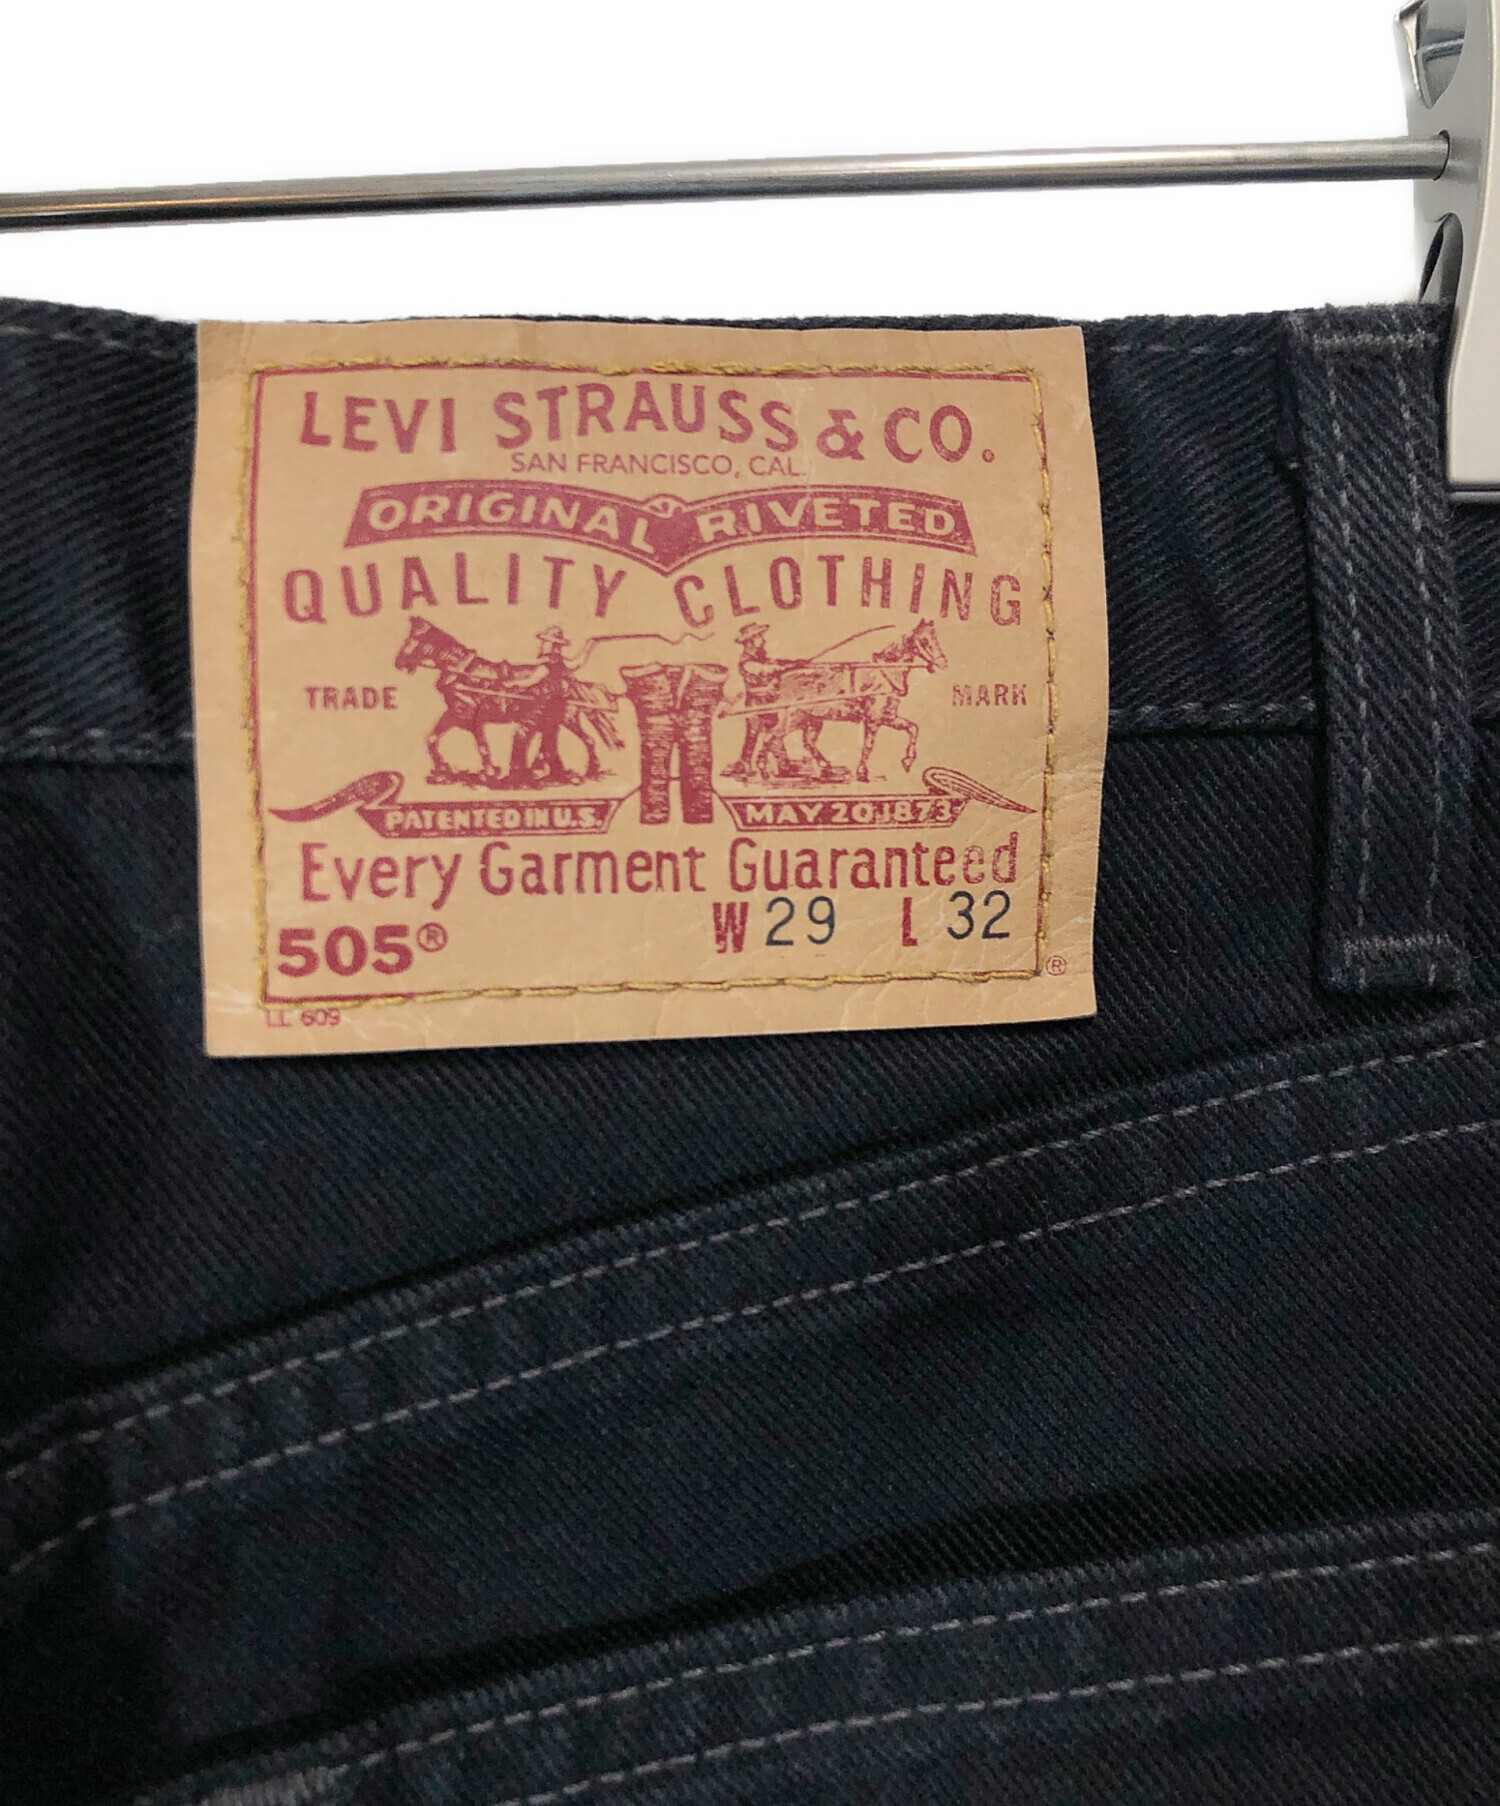 LEVI STRAUSS & CO.
SAN FRANCISCO, CAL.
ORIGINAL RIVETED
QUALITY CLOTHING
TRADE MARK
PATENTED IN U.S. MAY 20 1873
Every Garment Guaranteed
505® W 29 L 32
®
LL 609